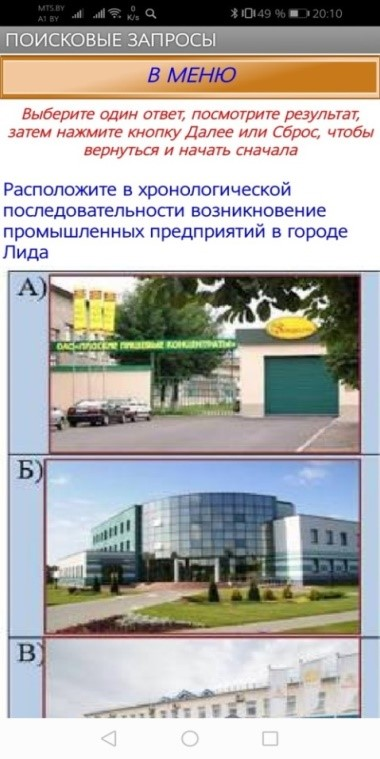 MTS.BY
A1 BY
0
K/s
49 %
20:10
ПОИСКОВЫЕ ЗАПРОСЫ
В МЕНЮ
Выберите один ответ, посмотрите результат,
затем нажмите кнопку Далее или Сброс, чтобы
вернуться и начать сначала
Расположите в хронологической
последовательности возникновение
промышленных предприятий в городе
Лида
А)
ОАО«ЛИДСКИЕ ПИЩЕВЫЕ КОНЦЕНТРАТЫ»
Б)
В)